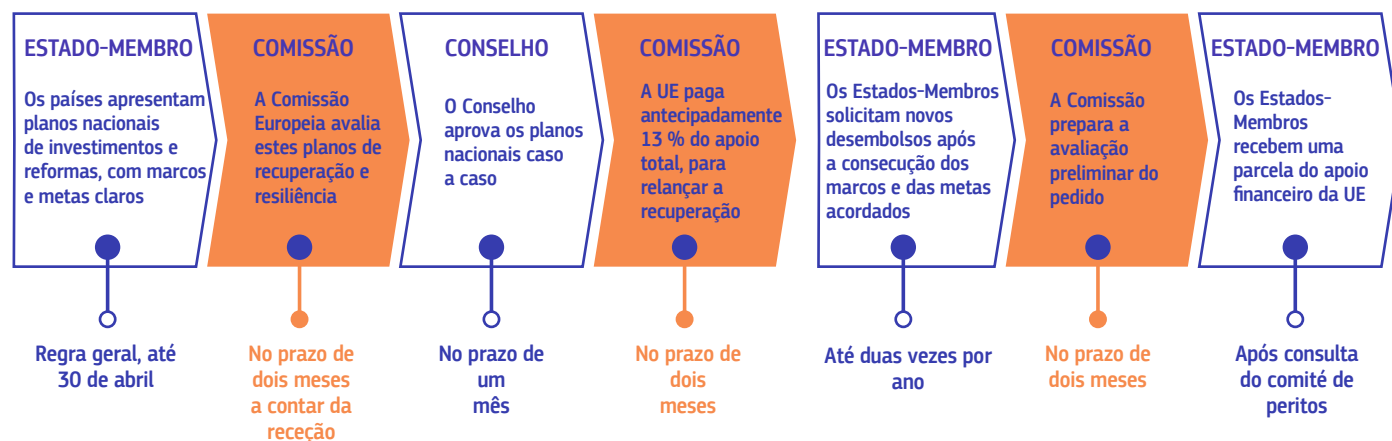 ESTADO-MEMBRO
Os países apresentam
planos nacionais
de investimentos e
reformas, com marcos
e metas claros
Regra geral, até
30 de abril
COMISSÃO
A Comissão
Europeia avalia
estes planos de
recuperação e
resiliência
No prazo de
dois meses
a contar da
receção
CONSELHO
O Conselho
aprova os planos
nacionais caso
a caso
No prazo de
um
mês
COMISSÃO
A UE paga
antecipadamente
13 % do apoio
total, para
relançar a
recuperação
No prazo de
dois
meses
ESTADO-MEMBRO
Os Estados-Membros
solicitam novos
desembolsos após
a consecução dos
marcos e das metas
acordados
Até duas vezes por
ano
COMISSÃO
A Comissão
prepara a
avaliação
preliminar do
pedido
No prazo de
dois meses
ESTADO-MEMBRO
Os Estados-
Membros
recebem uma
parcela do apoio
financeiro da UE
Após consulta
do comité de
peritos